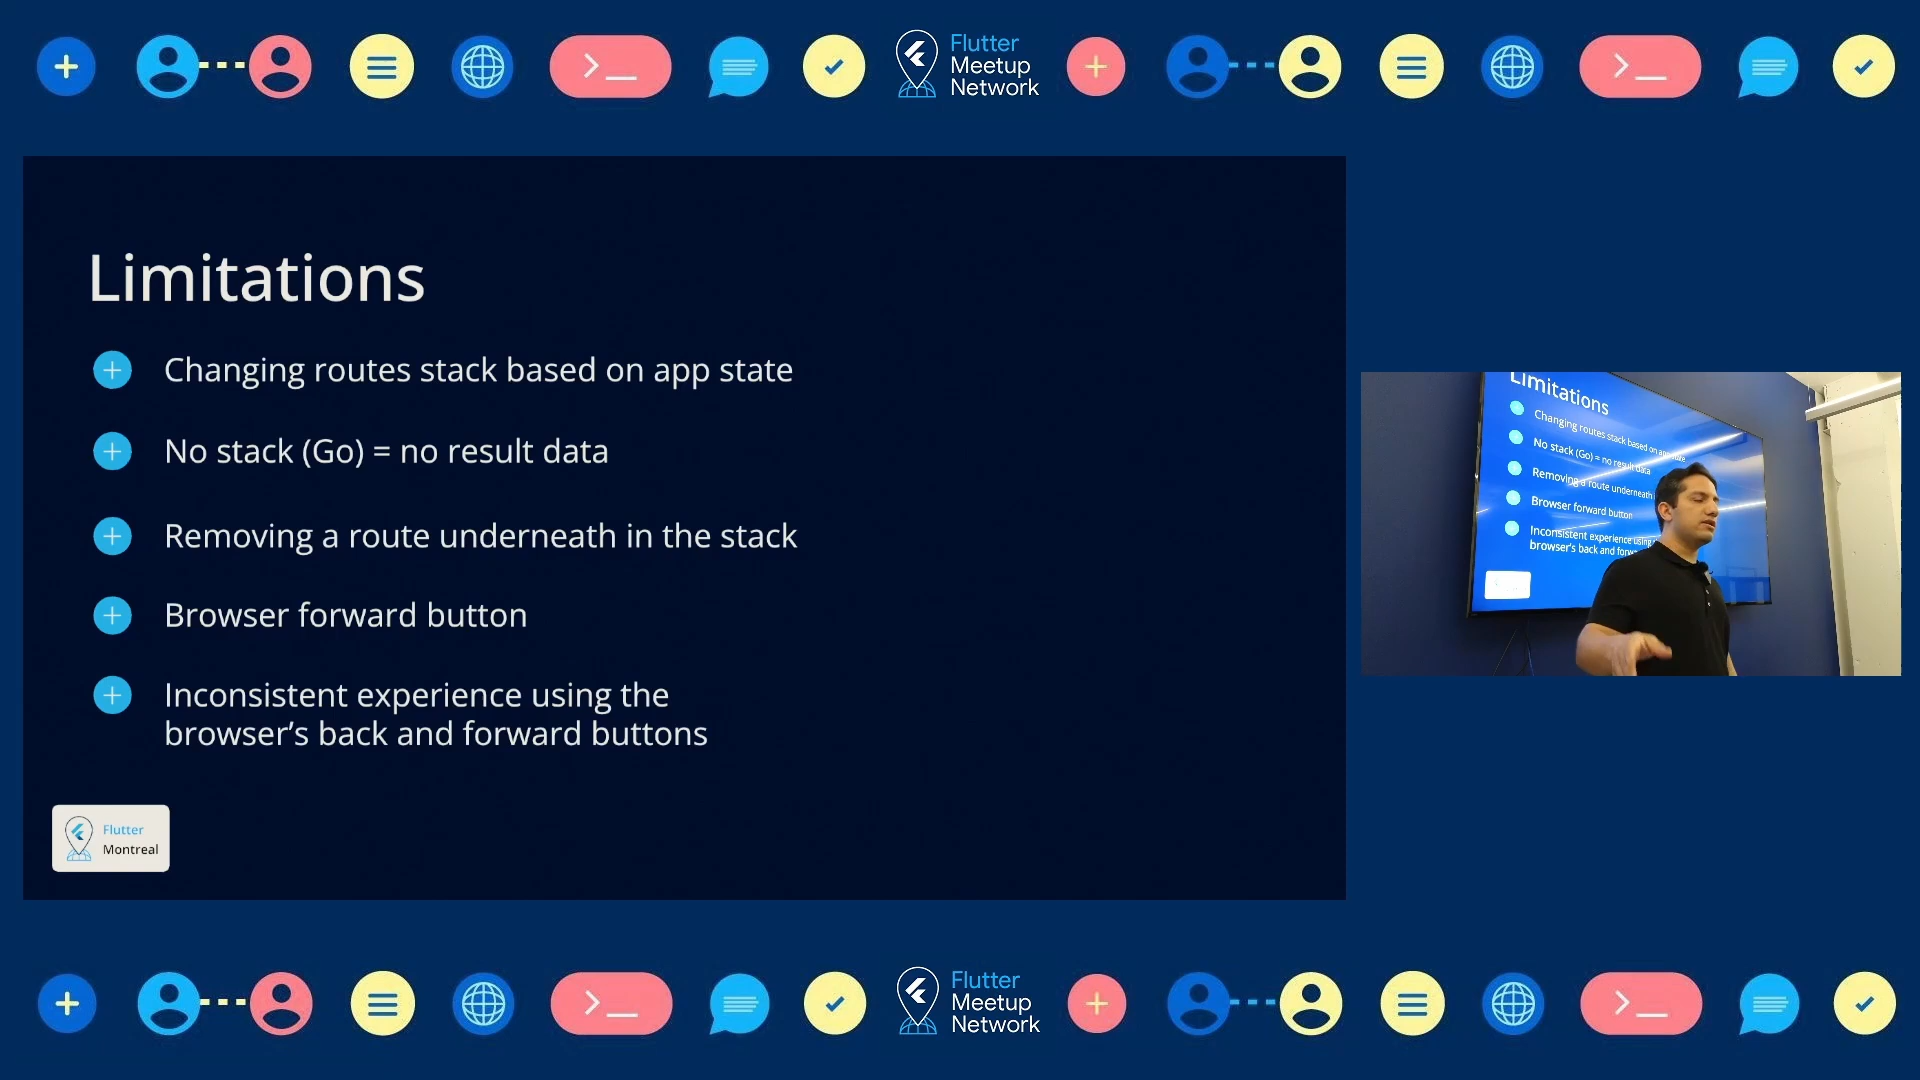 Flutter
Meetup
Network
Limitations
Changing routes stack based on app state
No stack (Go) = no result data
Removing a route underneath in the stack
Browser forward button
Inconsistent experience using the
browser’s back and forward buttons
Flutter
Montreal
Limitations
Changing routes stack based on app state
No stack (Go) = no result data
Removing a route underneath
Browser forward button
Inconsistent experience using
browser's back and forw
Flutter
Meetup
Network